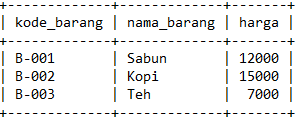 +-------------+-------------+-------+
| kode_barang | nama_barang | harga |
+-------------+-------------+-------+
| B-001       | Sabun       | 12000 |
| B-002       | Kopi        | 15000 |
| B-003       | Teh         |  7000 |
+-------------+-------------+-------+